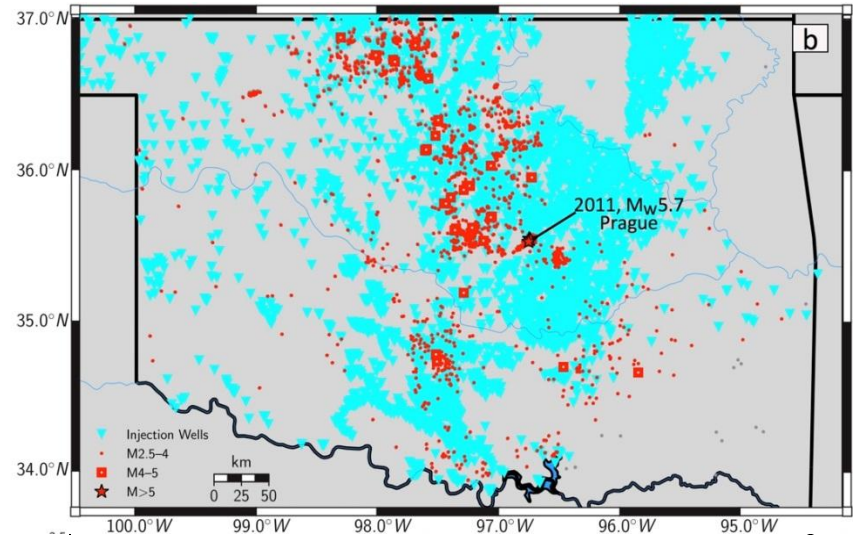 b
37.0°N
36.0°N
35.0°N
34.0°N
2011, Mw5.7
Prague
Injection Wells
M2.5–4
M4–5
M>5
km
0 25 50
100.0°W 99.0°W 98.0°W 97.0°W 96.0°W 95.0°W